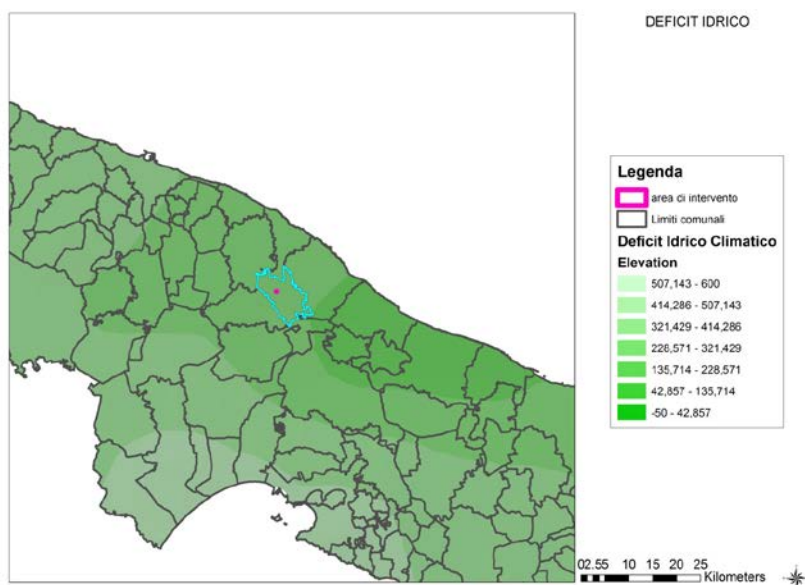 DEFICIT IDRICO
Legenda
area di intervento
Limiti comunali
Deficit Idrico Climatico
Elevation
507,143 - 600
414,286 - 507,143
321,429 - 414,286
226,571 - 321,429
135,714 - 228,571
42,857 - 135,714
-50 - 42,857
02.55 10 15 20 25
Kilometers